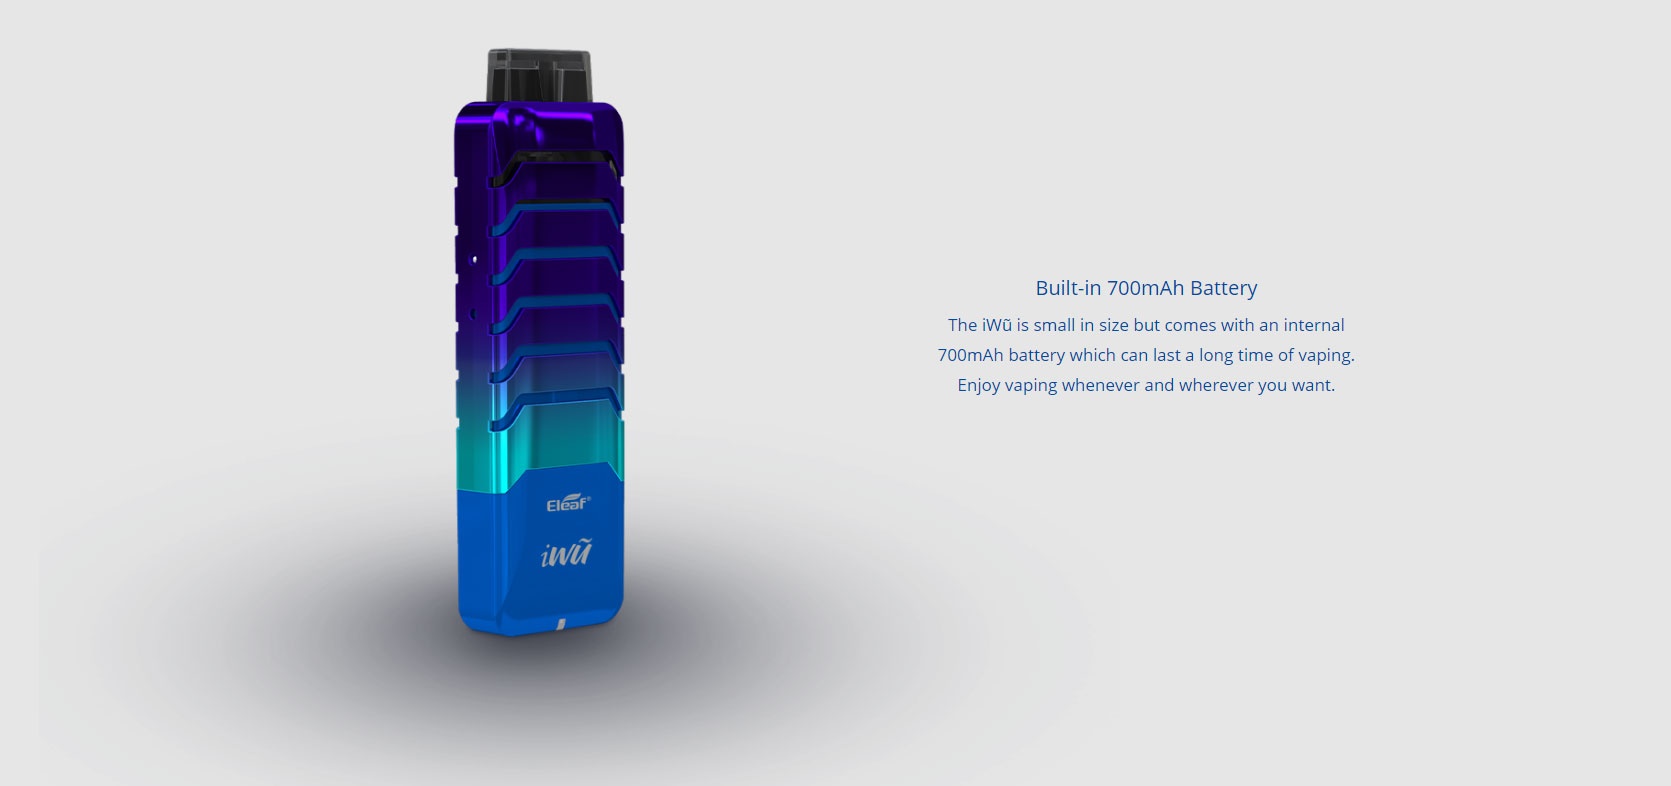 Built-in 700mAh Battery
The iWũ is small in size but comes with an internal
700mAh battery which can last a long time of vaping.
Enjoy vaping whenever and wherever you want.
Eleaf®
iWũ